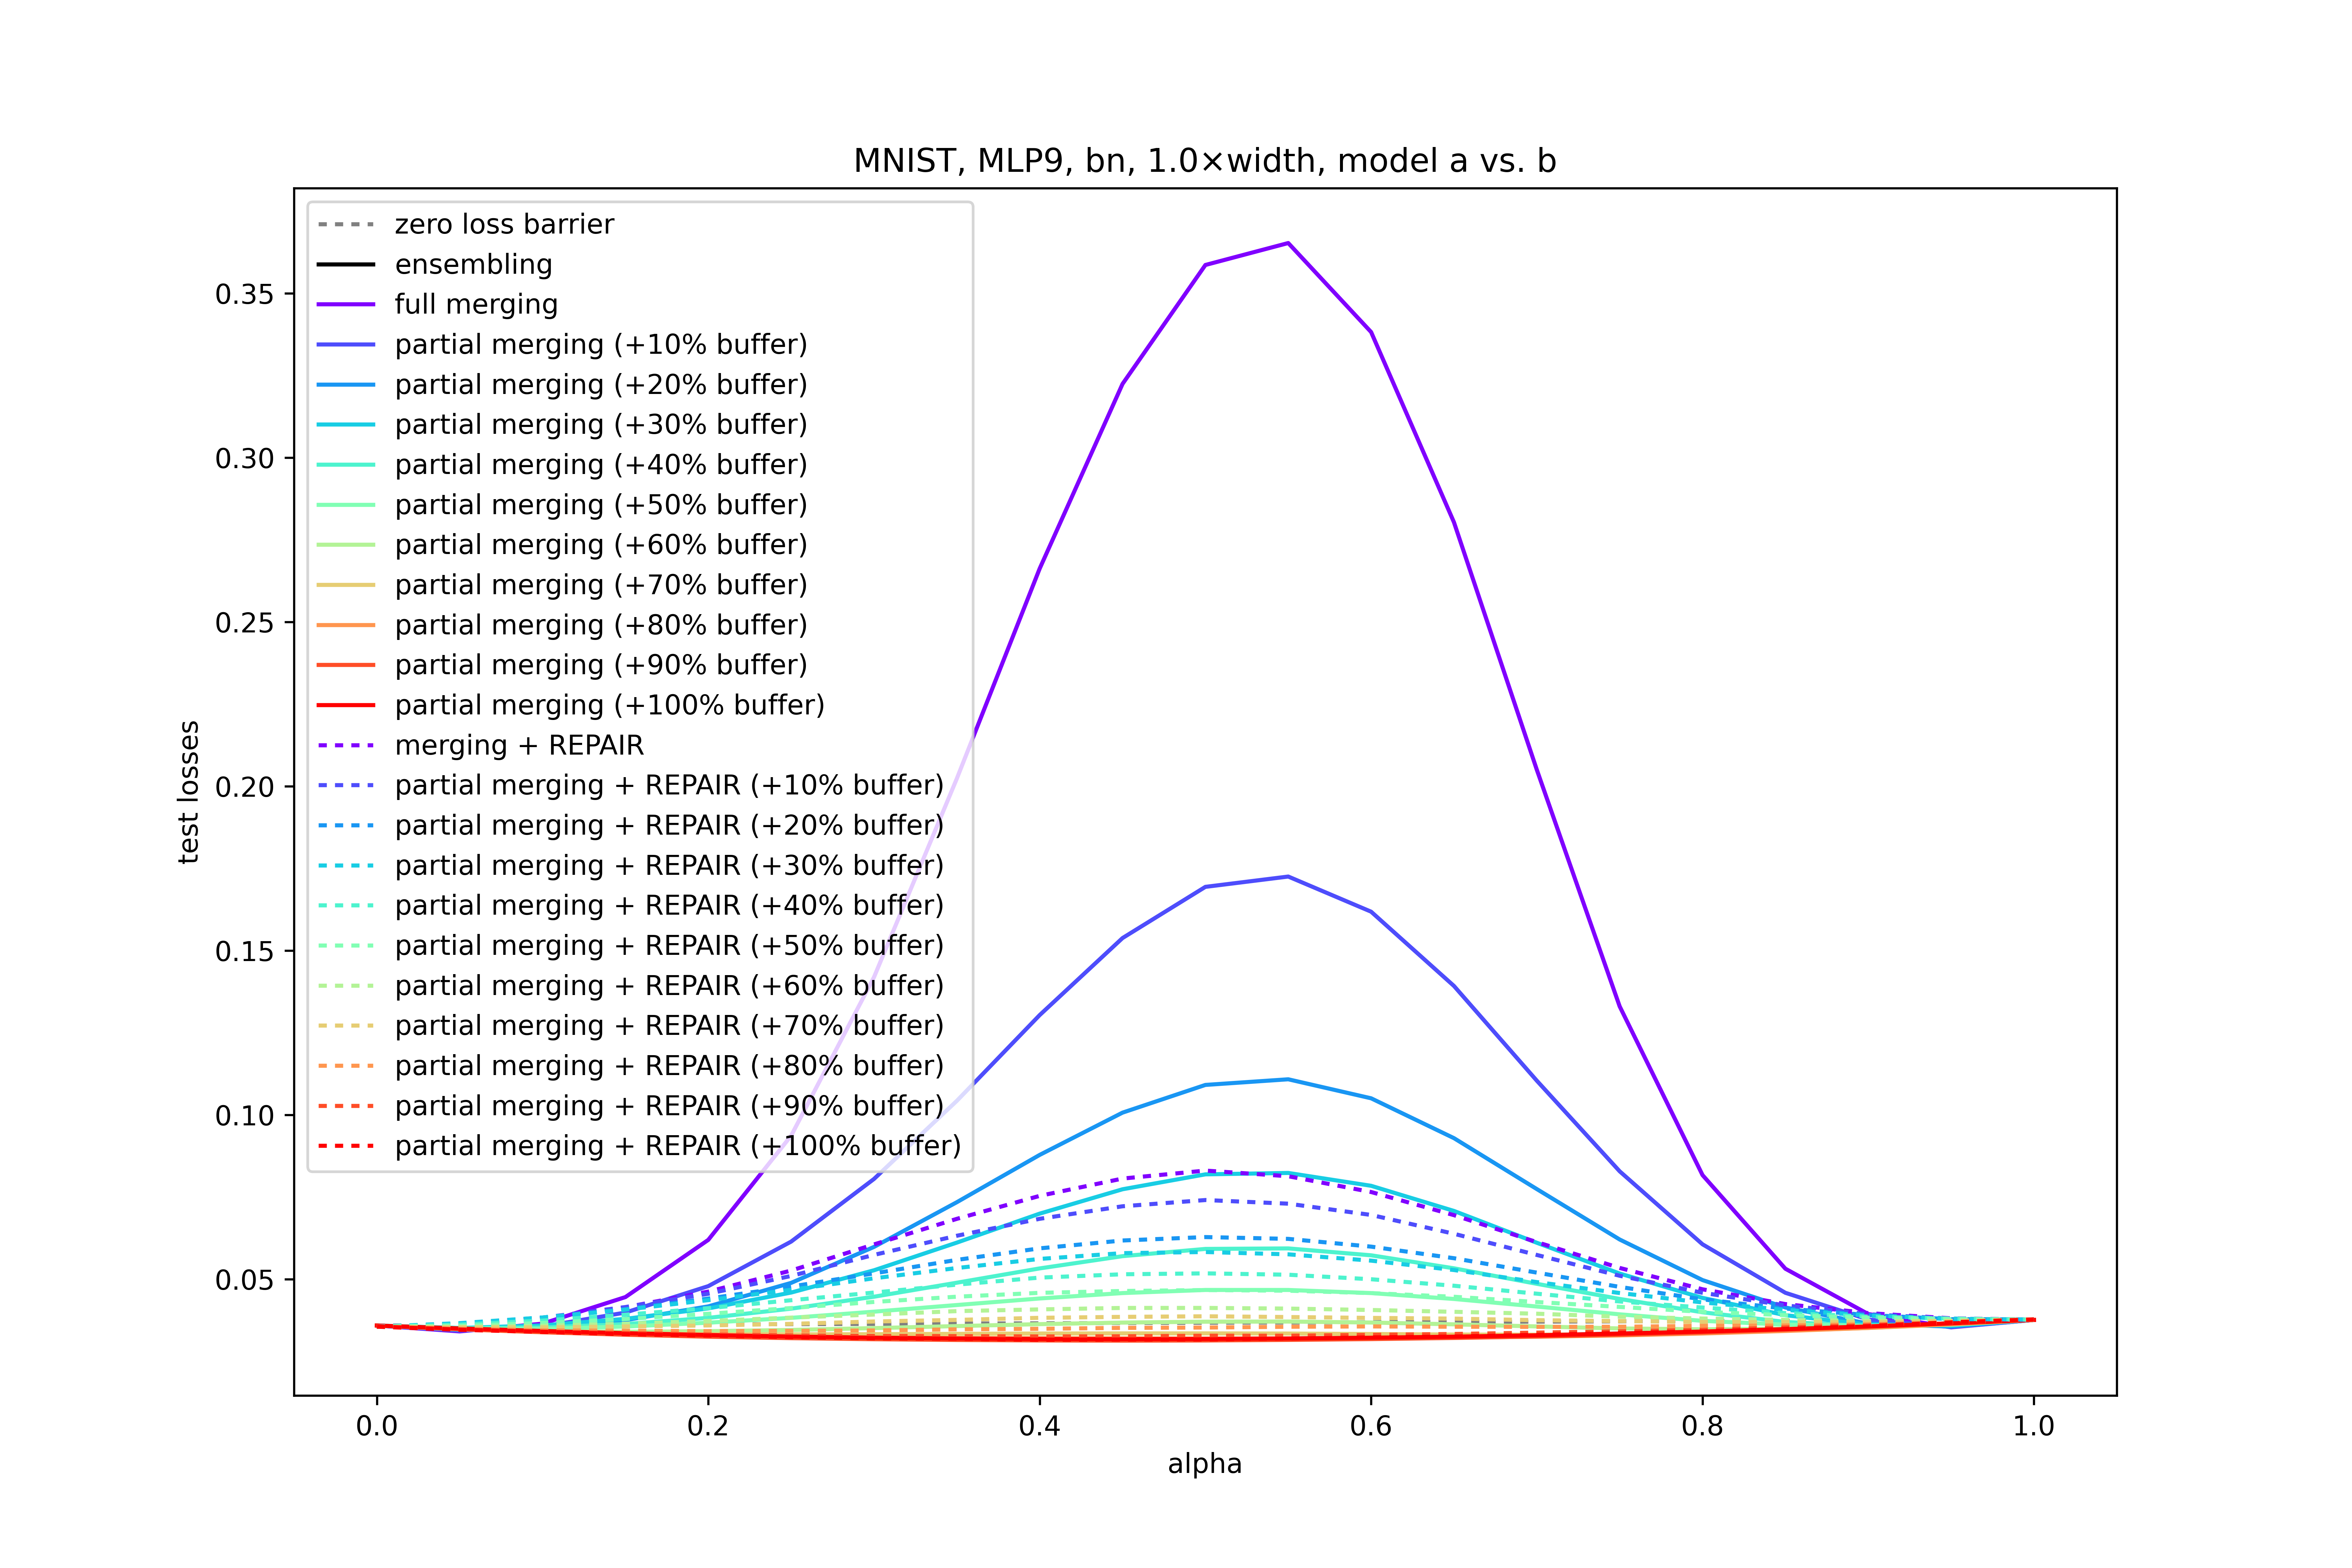 MNIST, MLP9, bn, 1.0×width, model a vs. b
zero loss barrier
ensembling
full merging
partial merging (+10% buffer)
partial merging (+20% buffer)
partial merging (+30% buffer)
partial merging (+40% buffer)
partial merging (+50% buffer)
partial merging (+60% buffer)
partial merging (+70% buffer)
partial merging (+80% buffer)
partial merging (+90% buffer)
partial merging (+100% buffer)
merging + REPAIR
partial merging + REPAIR (+10% buffer)
partial merging + REPAIR (+20% buffer)
partial merging + REPAIR (+30% buffer)
partial merging + REPAIR (+40% buffer)
partial merging + REPAIR (+50% buffer)
partial merging + REPAIR (+60% buffer)
partial merging + REPAIR (+70% buffer)
partial merging + REPAIR (+80% buffer)
partial merging + REPAIR (+90% buffer)
partial merging + REPAIR (+100% buffer)
test losses
0.35
0.30
0.25
0.20
0.15
0.10
0.05
0.0 0.2 0.4 0.6 0.8 1.0
alpha